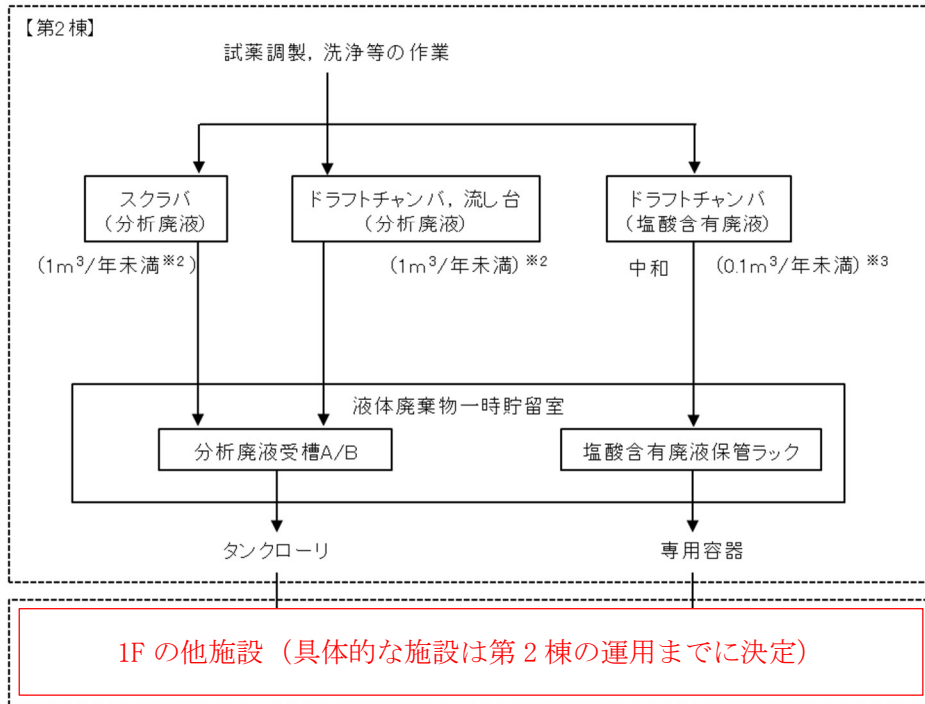 【第2棟】
試薬調製，洗浄等の作業
スクラバ
（分析廃液）
ドラフトチャンバ，流し台
（分析廃液）
ドラフトチャンバ
（塩酸含有廃液）
（1m³/年未満※2）
（1m³/年未満）※2
中和
（0.1m³/年未満）※3
液体廃棄物一時貯留室
分析廃液受槽A/B
塩酸含有廃液保管ラック
タンクローリ
専用容器
1Fの他施設（具体的な施設は第2棟の運用までに決定）